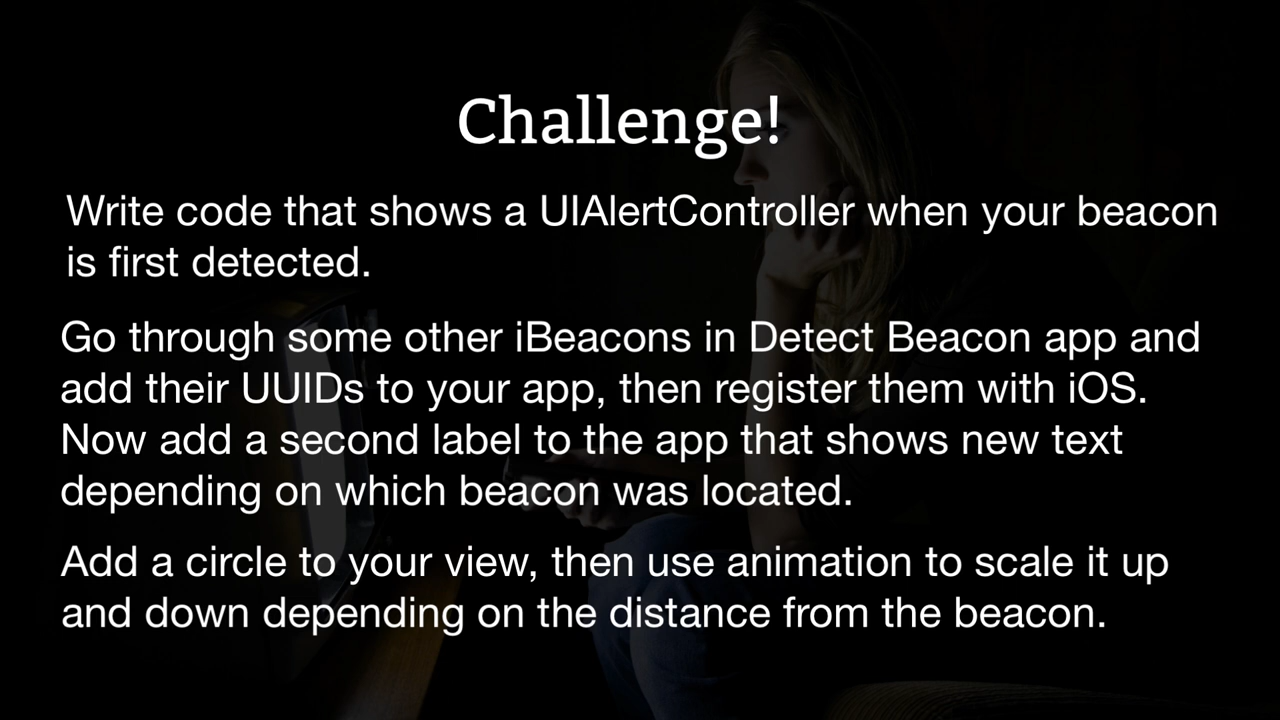 Challenge!
Write code that shows a UIAlertController when your beacon
is first detected.
Go through some other iBeacons in Detect Beacon app and
add their UUIDs to your app, then register them with iOS.
Now add a second label to the app that shows new text
depending on which beacon was located.
Add a circle to your view, then use animation to scale it up
and down depending on the distance from the beacon.